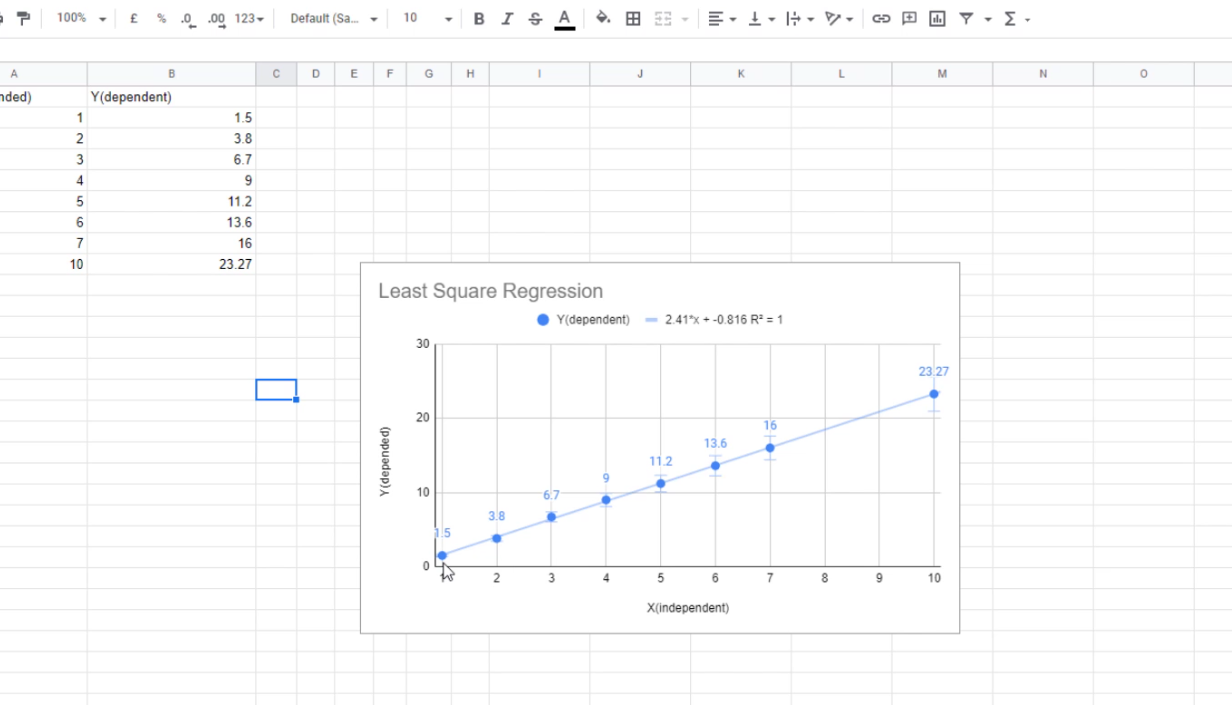 100% £ % .0 .00 123 Default (Sa... 10 B I S A Σ
A B C D E F G H I J K L M N O
nded) Y(dependent)
1 1.5
2 3.8
3 6.7
4 9
5 11.2
6 13.6
7 16
10 23.27
Least Square Regression
Y(dependent) 2.41*x + -0.816 R² = 1
30
23.27
20
16
13.6
11.2
9
10
6.7
3.8
1.5
0
1 2 3 4 5 6 7 8 9 10
Y(depended)
X(independent)